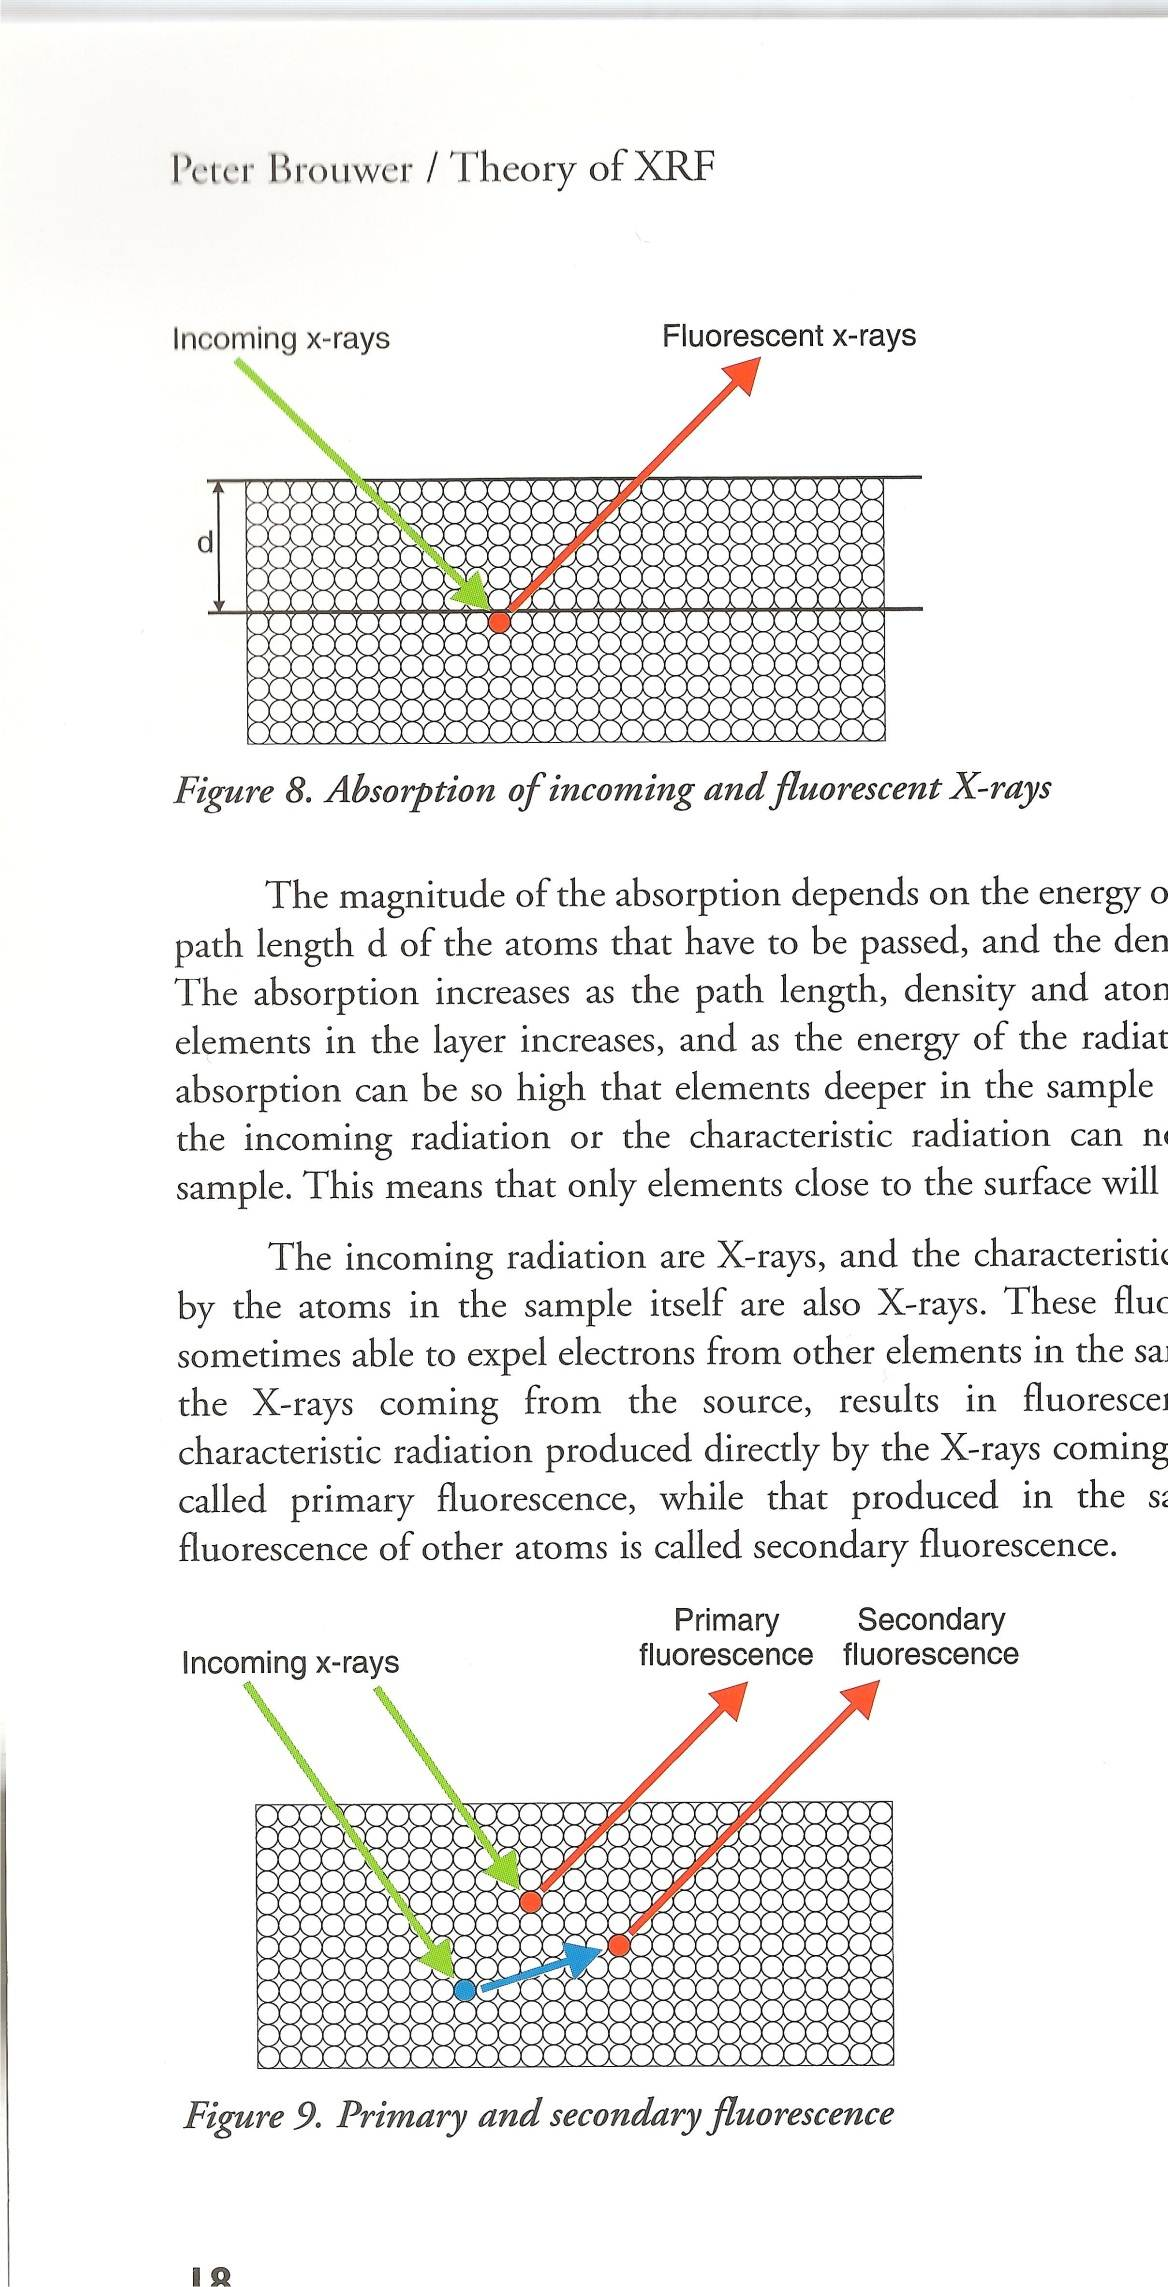 Peter Brouwer / Theory of XRF
Incoming x-rays
Fluorescent x-rays
d
Figure 8. Absorption of incoming and fluorescent X-rays
The magnitude of the absorption depends on the energy
path length d of the atoms that have to be passed, and the
The absorption increases as the path length, density and
elements in the layer increases, and as the energy of the
absorption can be so high that elements deeper in the sample
the incoming radiation or the characteristic radiation can
sample. This means that only elements close to the surface will
The incoming radiation are X-rays, and the
by the atoms in the sample itself are also X-rays. These
sometimes able to expel electrons from other elements in the
the X-rays coming from the source, results in
characteristic radiation produced directly by the X-rays coming
called primary fluorescence, while that produced in the
fluorescence of other atoms is called secondary fluorescence.
Incoming x-rays
Primary fluorescence
Secondary fluorescence
Figure 9. Primary and secondary fluorescence
18